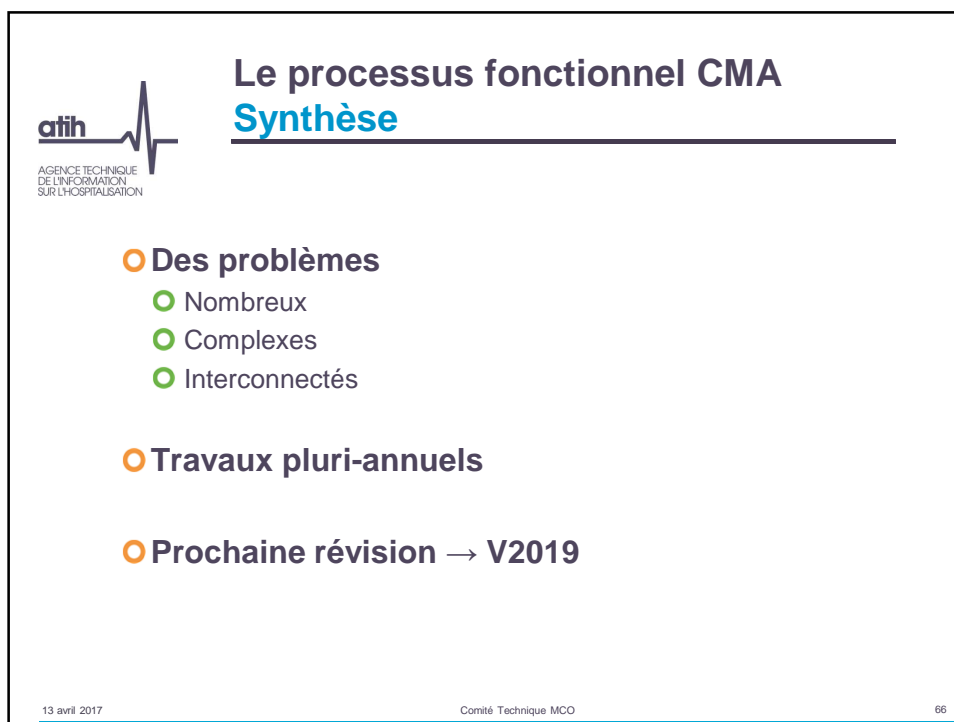 Le processus fonctionnel CMA
Synthèse
atih
AGENCE TECHNIQUE
DE L'INFORMATION
SUR L'HOSPITALISATION
Des problèmes
Nombreux
Complexes
Interconnectés
Travaux pluri-annuels
Prochaine révision → V2019
13 avril 2017
Comité Technique MCO
66